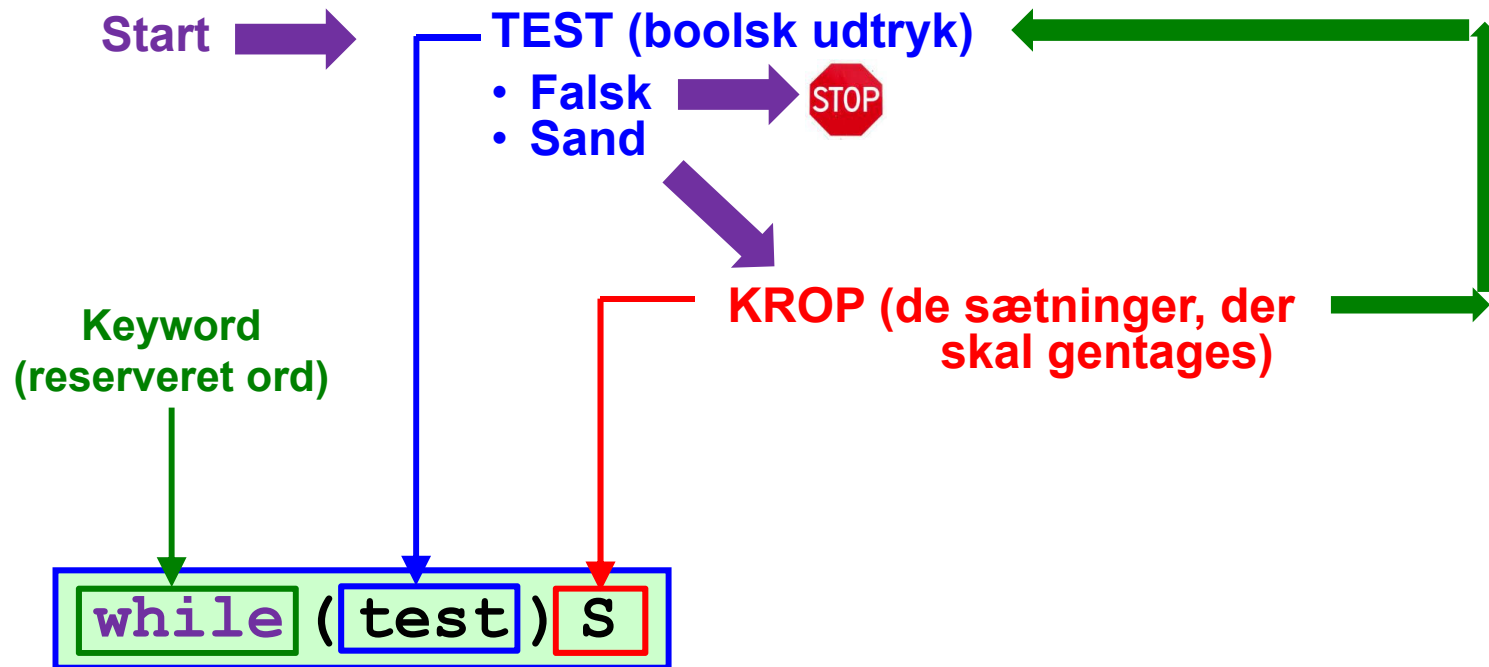 Start
TEST (boolsk udtryk)
• Falsk
STOP
• Sand
KROP (de sætninger, der
skal gentages)
Keyword
(reserveret ord)
while (test) S